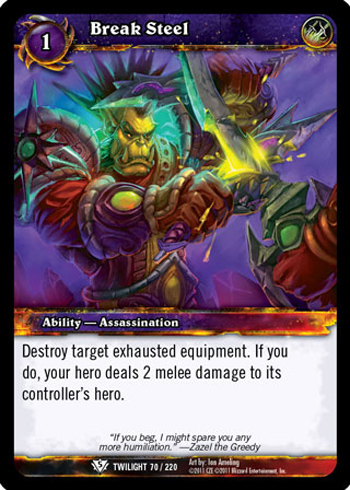 1
Break Steel
Ability — Assassination
Destroy target exhausted equipment. If you
do, your hero deals 2 melee damage to its
controller's hero.
"If you beg, I might spare you any
more humiliation." —Zazel the Greedy
TWILIGHT 70 / 220
Art by: Ion Ameling
©2011 CZE ©2011 Blizzard Entertainment, Inc.